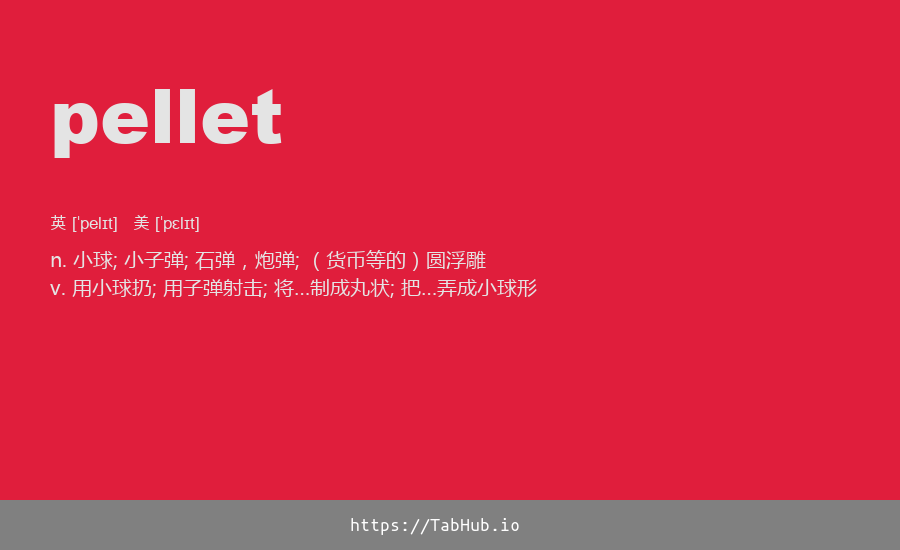 pellet
英 [ˈpelɪt] 美 [ˈpɛlɪt]
n. 小球; 小子弹; 石弹，炮弹; （货币等的）圆浮雕
v. 用小球扔; 用子弹射击; 将...制成丸状; 把...弄成小球形
https://TabHub.io